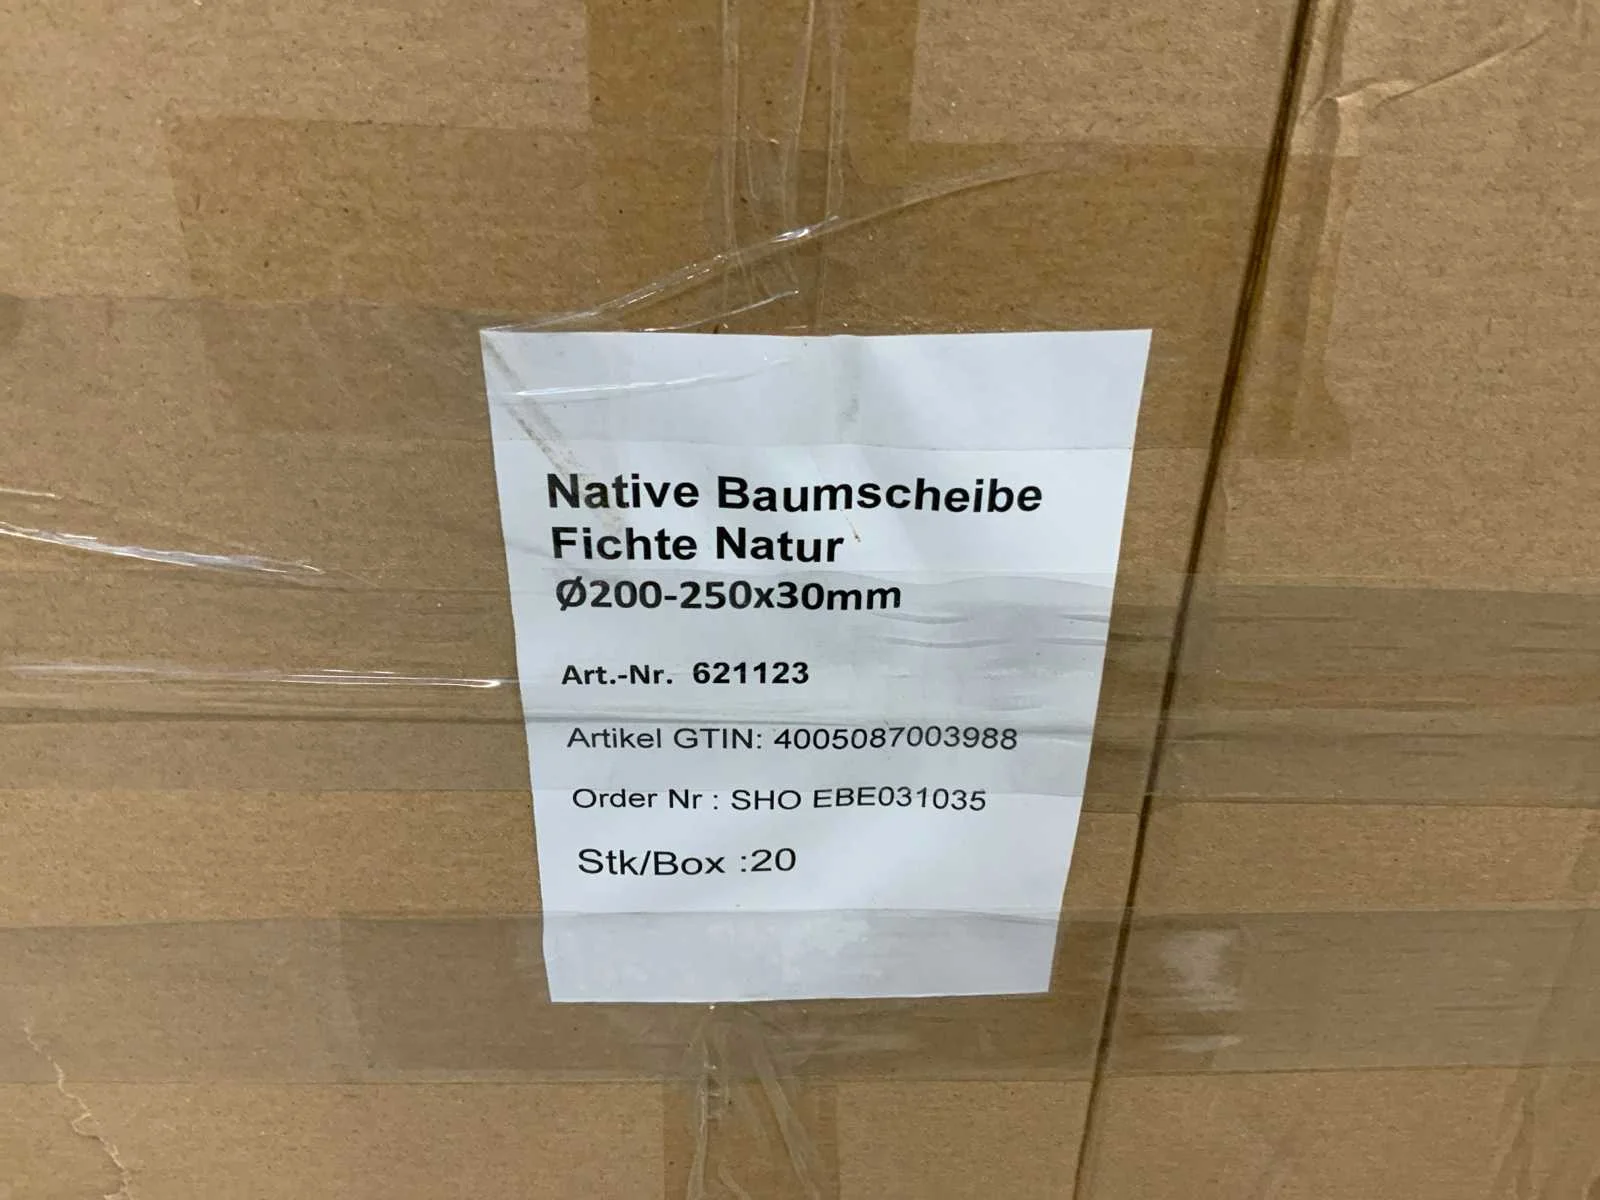 Native Baumscheibe
Fichte Natur
Ø200-250x30mm
Art.-Nr. 621123
Artikel GTIN: 4005087003988
Order Nr : SHO EBE031035
Stk/Box :20